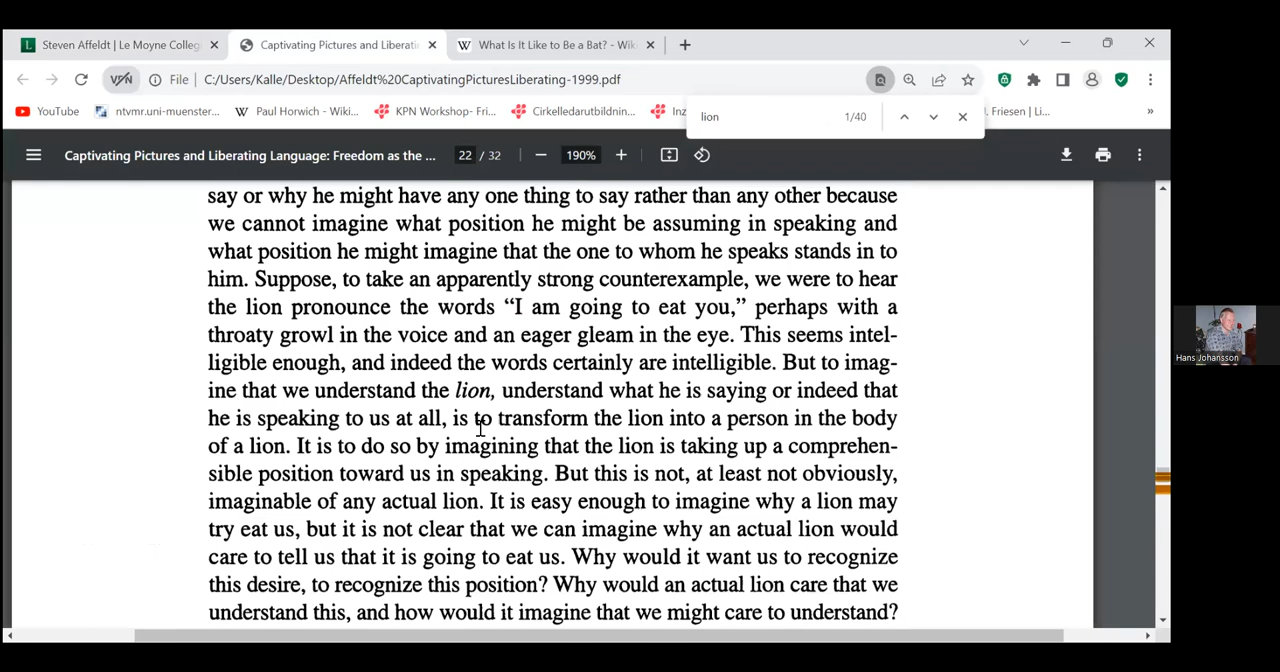 Steven Affeldt | Le Moyne Colleg
Captivating Pictures and Liberati
What Is It Like to Be a Bat? - Wiki
VPN
File
C:/Users/Kalle/Desktop/Affeldt%20CaptivatingPicturesLiberating-1999.pdf
YouTube
ntvmr.uni-muenster...
Paul Horwich - Wiki...
KPN Workshop- Fri...
Cirkelledarutbildnin...
Inz
. Friesen | Li...
lion
1/40
Captivating Pictures and Liberating Language: Freedom as the ...
22 / 32
190%
say or why he might have any one thing to say rather than any other because
we cannot imagine what position he might be assuming in speaking and
what position he might imagine that the one to whom he speaks stands in to
him. Suppose, to take an apparently strong counterexample, we were to hear
the lion pronounce the words “I am going to eat you,” perhaps with a
throaty growl in the voice and an eager gleam in the eye. This seems intel-
ligible enough, and indeed the words certainly are intelligible. But to imag-
ine that we understand the lion, understand what he is saying or indeed that
he is speaking to us at all, is to transform the lion into a person in the body
of a lion. It is to do so by imagining that the lion is taking up a comprehen-
sible position toward us in speaking. But this is not, at least not obviously,
imaginable of any actual lion. It is easy enough to imagine why a lion may
try eat us, but it is not clear that we can imagine why an actual lion would
care to tell us that it is going to eat us. Why would it want us to recognize
this desire, to recognize this position? Why would an actual lion care that we
understand this, and how would it imagine that we might care to understand?
Hans Johansson